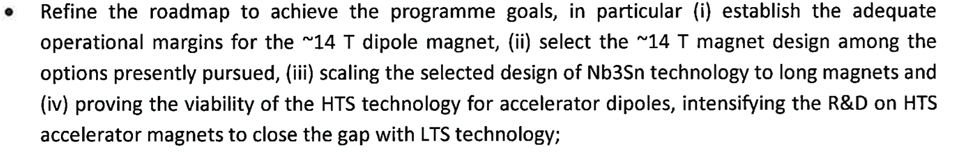 • Refine the roadmap to achieve the programme goals, in particular (i) establish the adequate
operational margins for the ~14 T dipole magnet, (ii) select the ~14 T magnet design among the
options presently pursued, (iii) scaling the selected design of Nb3Sn technology to long magnets and
(iv) proving the viability of the HTS technology for accelerator dipoles, intensifying the R&D on HTS
accelerator magnets to close the gap with LTS technology;